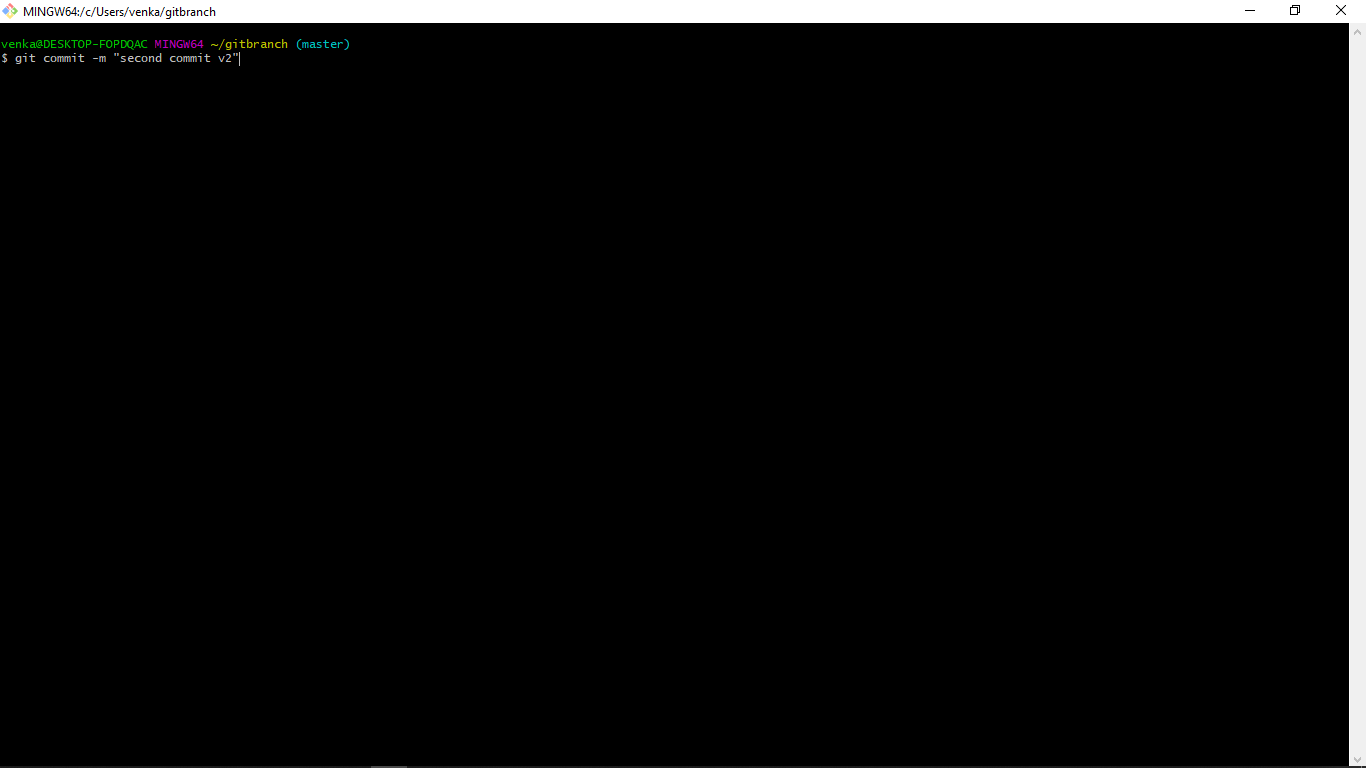 MINGW64:/c/Users/venka/gitbranch
venka@DESKTOP-FOPDQAC MINGW64 ~/gitbranch (master)
$ git commit -m "second commit v2"